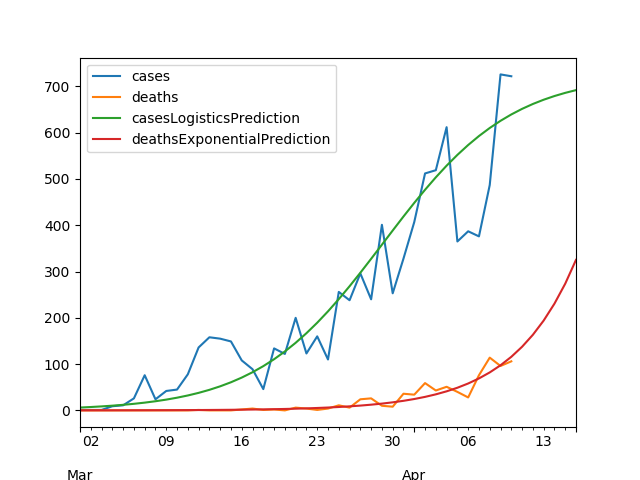 cases
deaths
casesLogisticsPrediction
deathsExponentialPrediction
700
600
500
400
300
200
100
0
02 09 16 23 30 06 13
Mar Apr